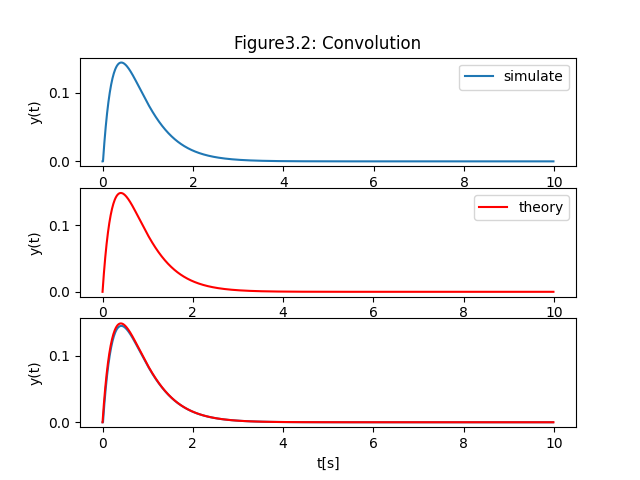 Figure3.2: Convolution
y(t)
0.1
0.0
simulate
0 2 4 6 8 10
y(t)
0.1
0.0
theory
0 2 4 6 8 10
y(t)
0.1
0.0
0 2 4 6 8 10
t[s]